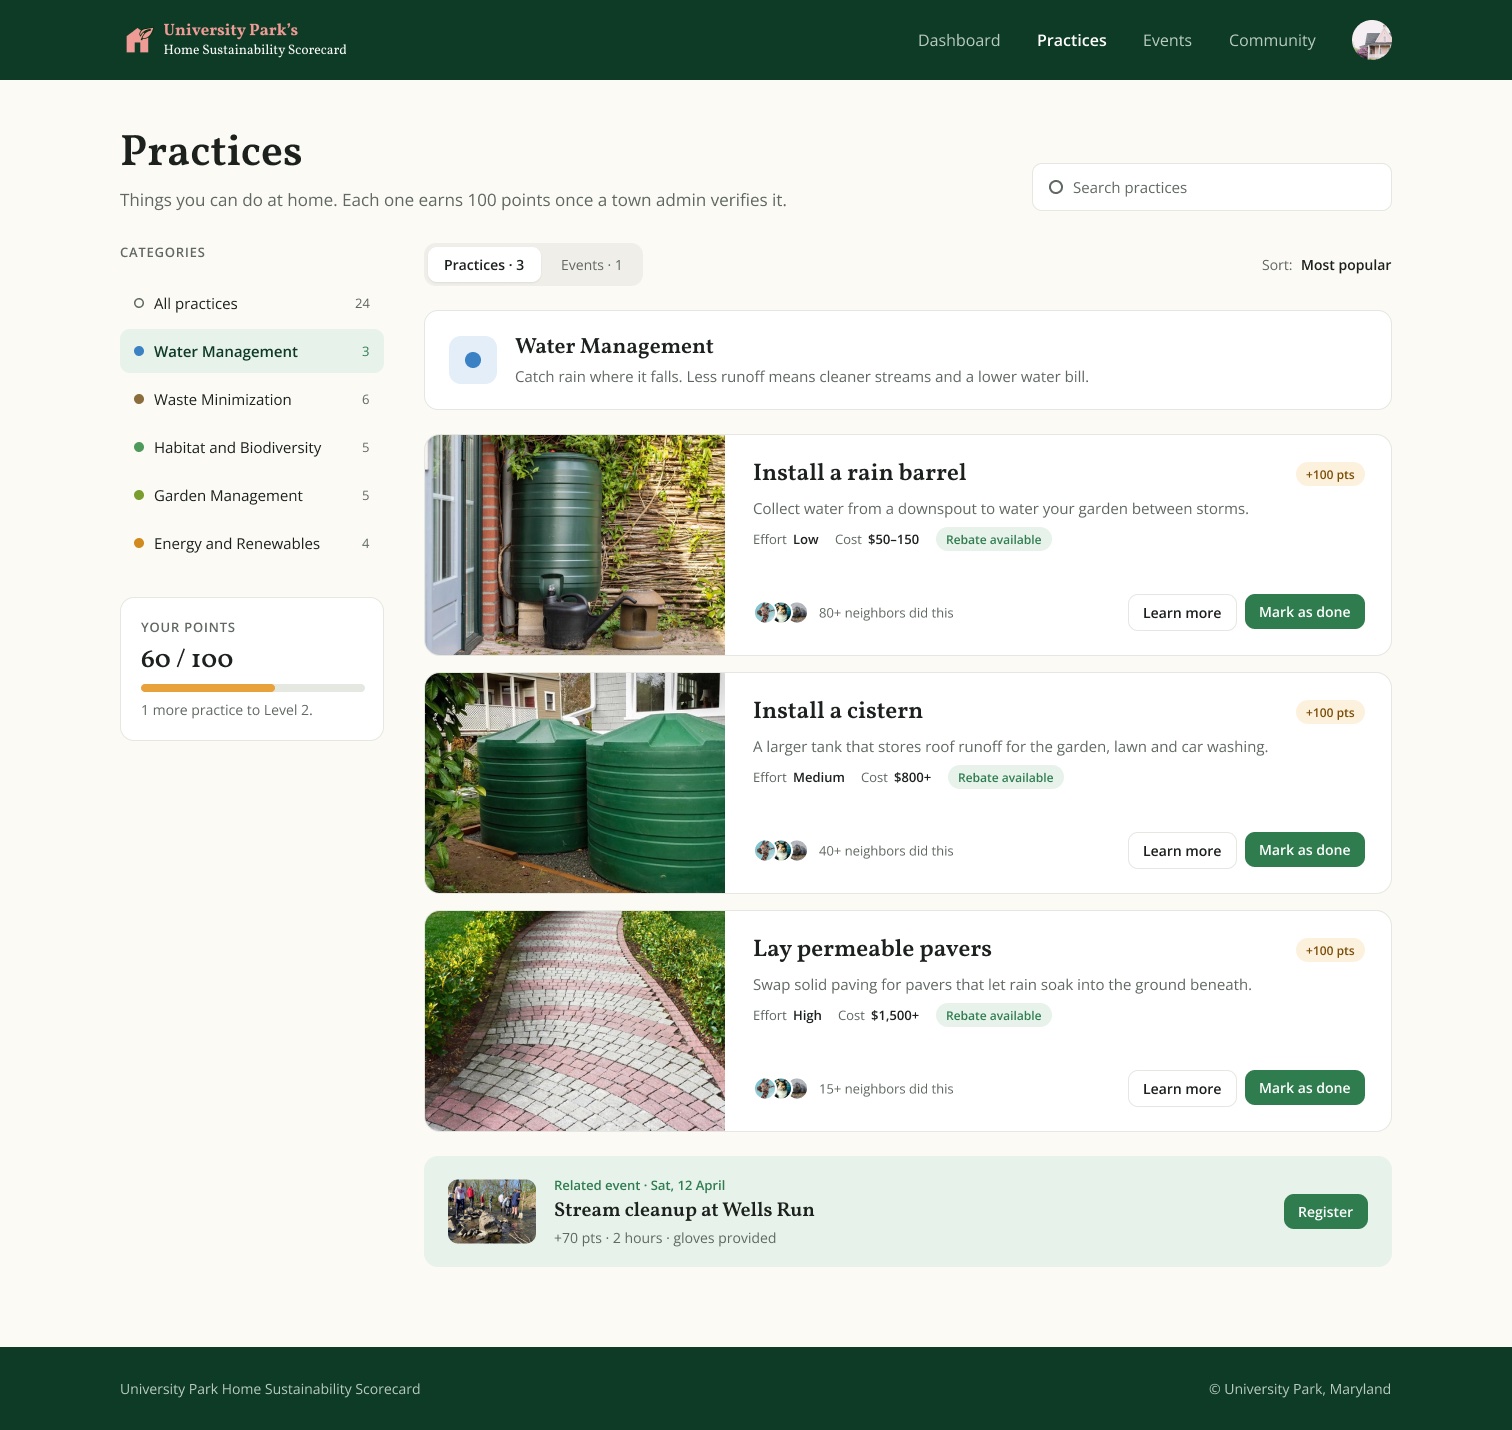 University Park's
Home Sustainability Scorecard
Dashboard
Practices
Events
Community
Practices
Things you can do at home. Each one earns 100 points once a town admin verifies it.
Search practices
CATEGORIES
All practices 24
Water Management 3
Waste Minimization 6
Habitat and Biodiversity 5
Garden Management 5
Energy and Renewables 4
YOUR POINTS
60 / 100
1 more practice to Level 2.
Practices · 3
Events · 1
Sort: Most popular
Water Management
Catch rain where it falls. Less runoff means cleaner streams and a lower water bill.
Install a rain barrel
+100 pts
Collect water from a downspout to water your garden between storms.
Effort Low Cost $50–150 Rebate available
80+ neighbors did this
Learn more
Mark as done
Install a cistern
+100 pts
A larger tank that stores roof runoff for the garden, lawn and car washing.
Effort Medium Cost $800+ Rebate available
40+ neighbors did this
Learn more
Mark as done
Lay permeable pavers
+100 pts
Swap solid paving for pavers that let rain soak into the ground beneath.
Effort High Cost $1,500+ Rebate available
15+ neighbors did this
Learn more
Mark as done
Related event · Sat, 12 April
Stream cleanup at Wells Run
+70 pts · 2 hours · gloves provided
Register
University Park Home Sustainability Scorecard
© University Park, Maryland